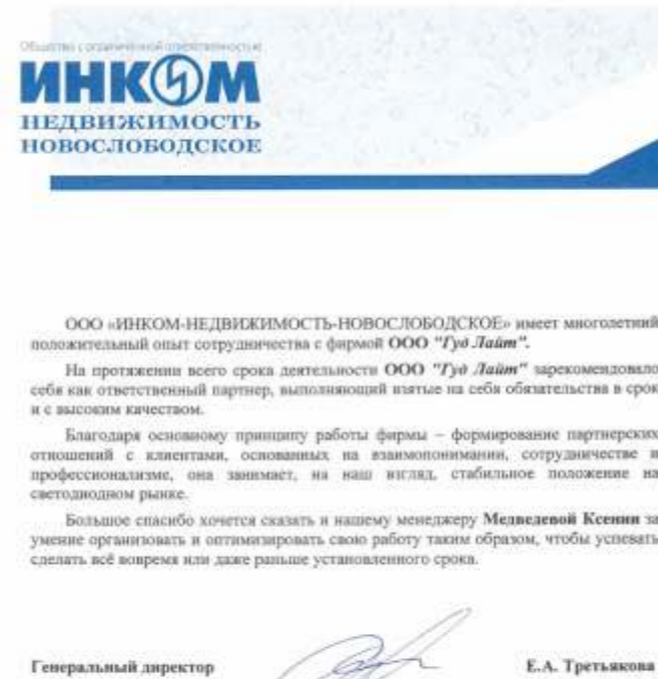 Общество с ограниченной ответственностью
ИНКОМ
НЕДВИЖИМОСТЬ
НОВОСЛОБОДСКОЕ
ООО «ИНКОМ-НЕДВИЖИМОСТЬ-НОВОСЛОБОДСКОЕ» имеет многолетний
положительный опыт сотрудничества с фирмой ООО "Гуд Лайт".
На протяжении всего срока деятельности ООО "Гуд Лайт" зарекомендовало
себя как ответственный партнер, выполняющий взятые на себя обязательства в срок
и с высоким качеством.
Благодаря основному принципу работы фирмы – формирование партнерских
отношений с клиентами, основанных на взаимопонимании, сотрудничестве и
профессионализме, она занимает, на наш взгляд, стабильное положение на
светодиодном рынке.
Большое спасибо хочется сказать и нашему менеджеру Медведевой Ксении за
умение организовать и оптимизировать свою работу таким образом, чтобы успевать
сделать всё вовремя или даже раньше установленного срока.
Генеральный директор Е.А. Третьякова